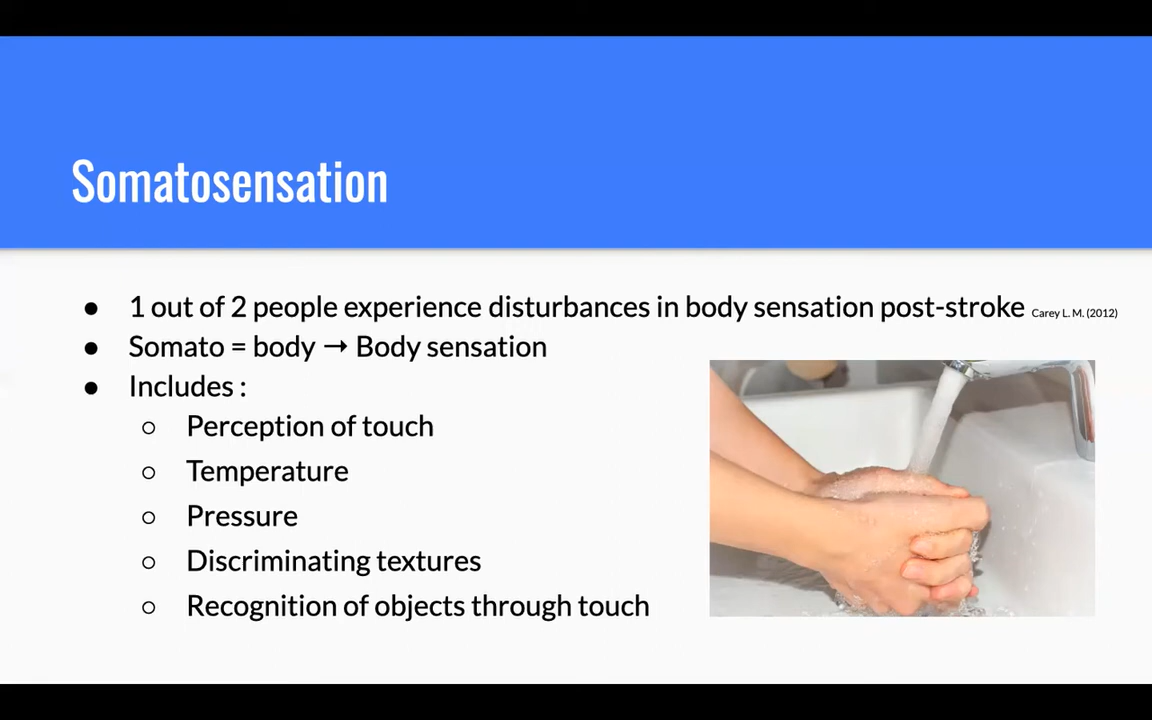 Somatosensation
● 1 out of 2 people experience disturbances in body sensation post-stroke Carey L. M. (2012)
● Somato = body → Body sensation
● Includes :
○ Perception of touch
○ Temperature
○ Pressure
○ Discriminating textures
○ Recognition of objects through touch